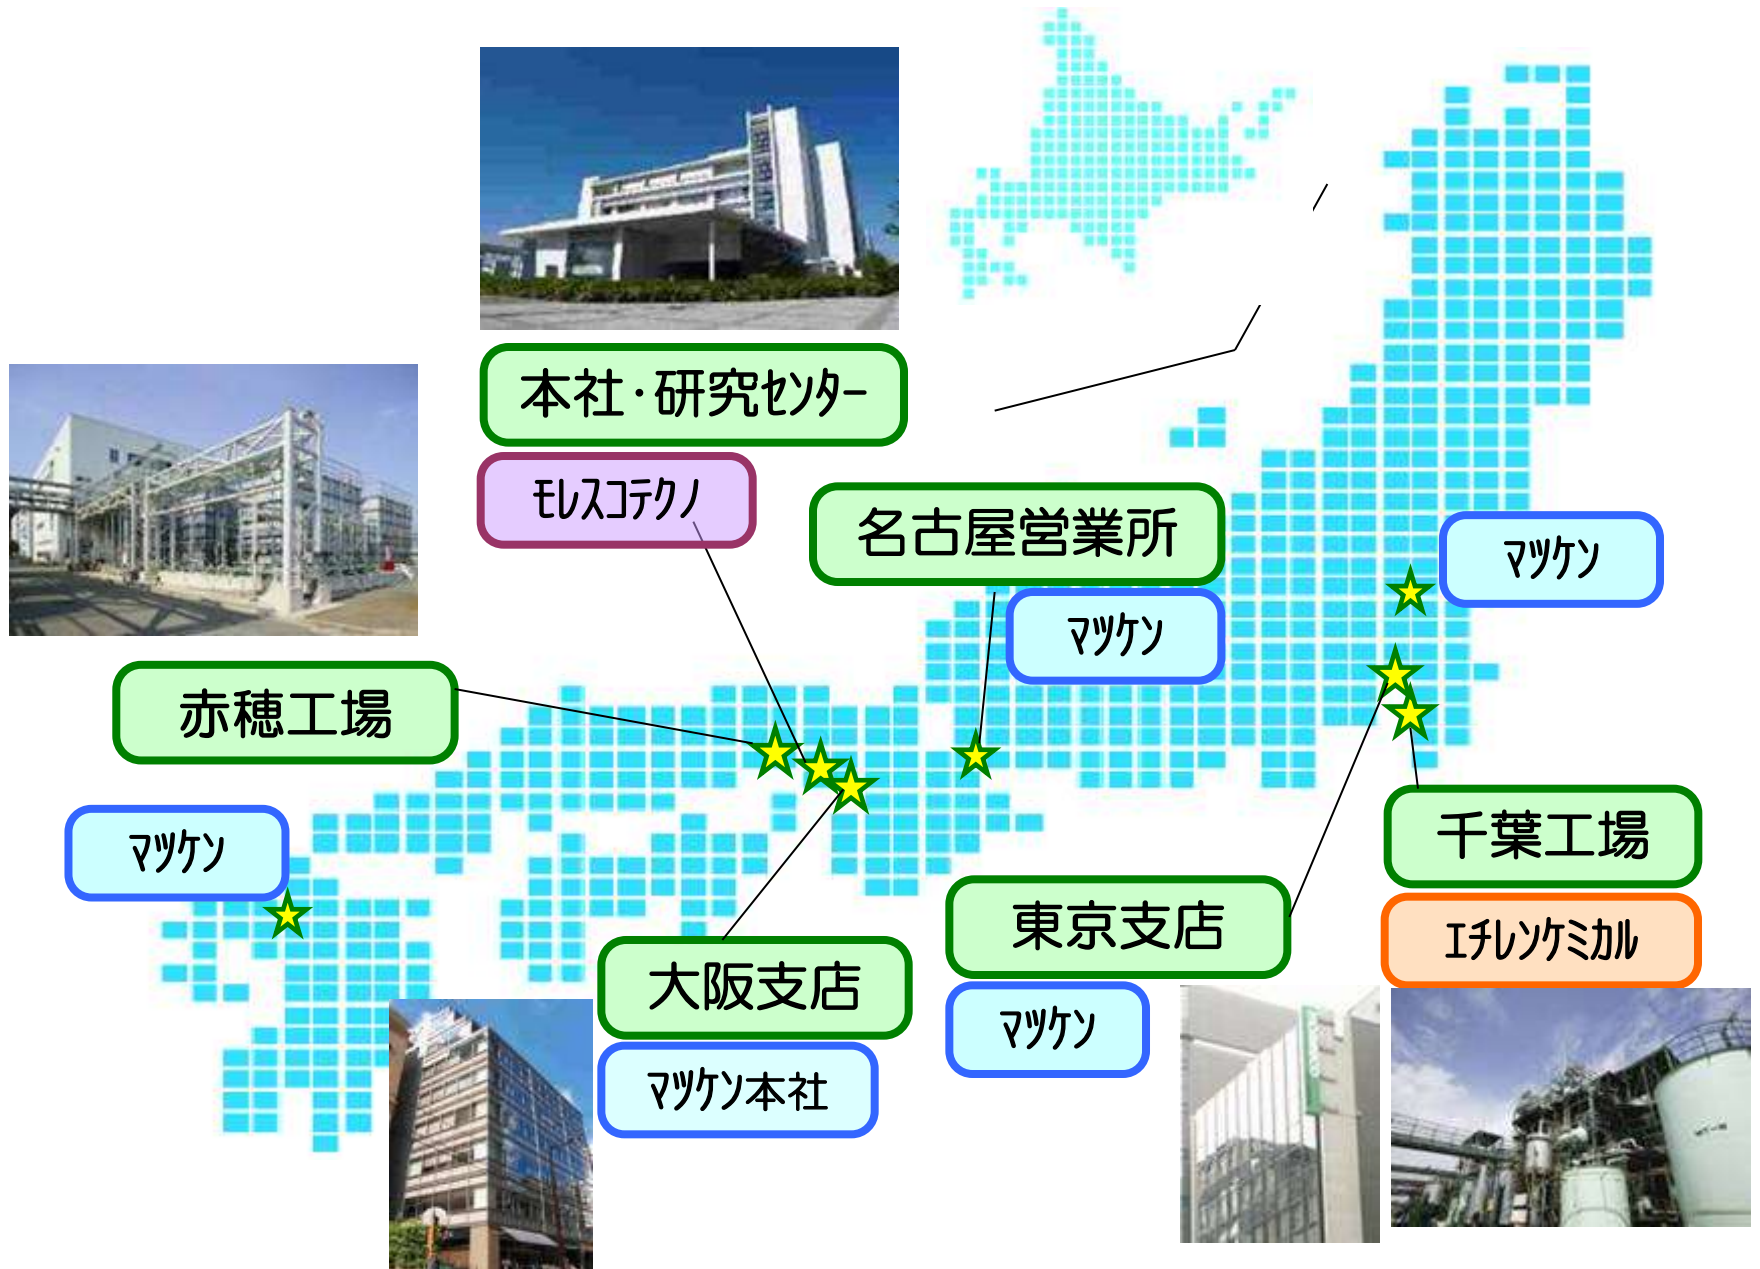 本社・研究ｾﾝﾀｰ
ﾓﾚｽｺﾃｸﾉ
名古屋営業所
ﾏﾂｹﾝ
ﾏﾂｹﾝ
赤穂工場
ﾏﾂｹﾝ
千葉工場
ｴﾁﾚﾝｹﾐｶﾙ
東京支店
ﾏﾂｹﾝ
大阪支店
ﾏﾂｹﾝ本社